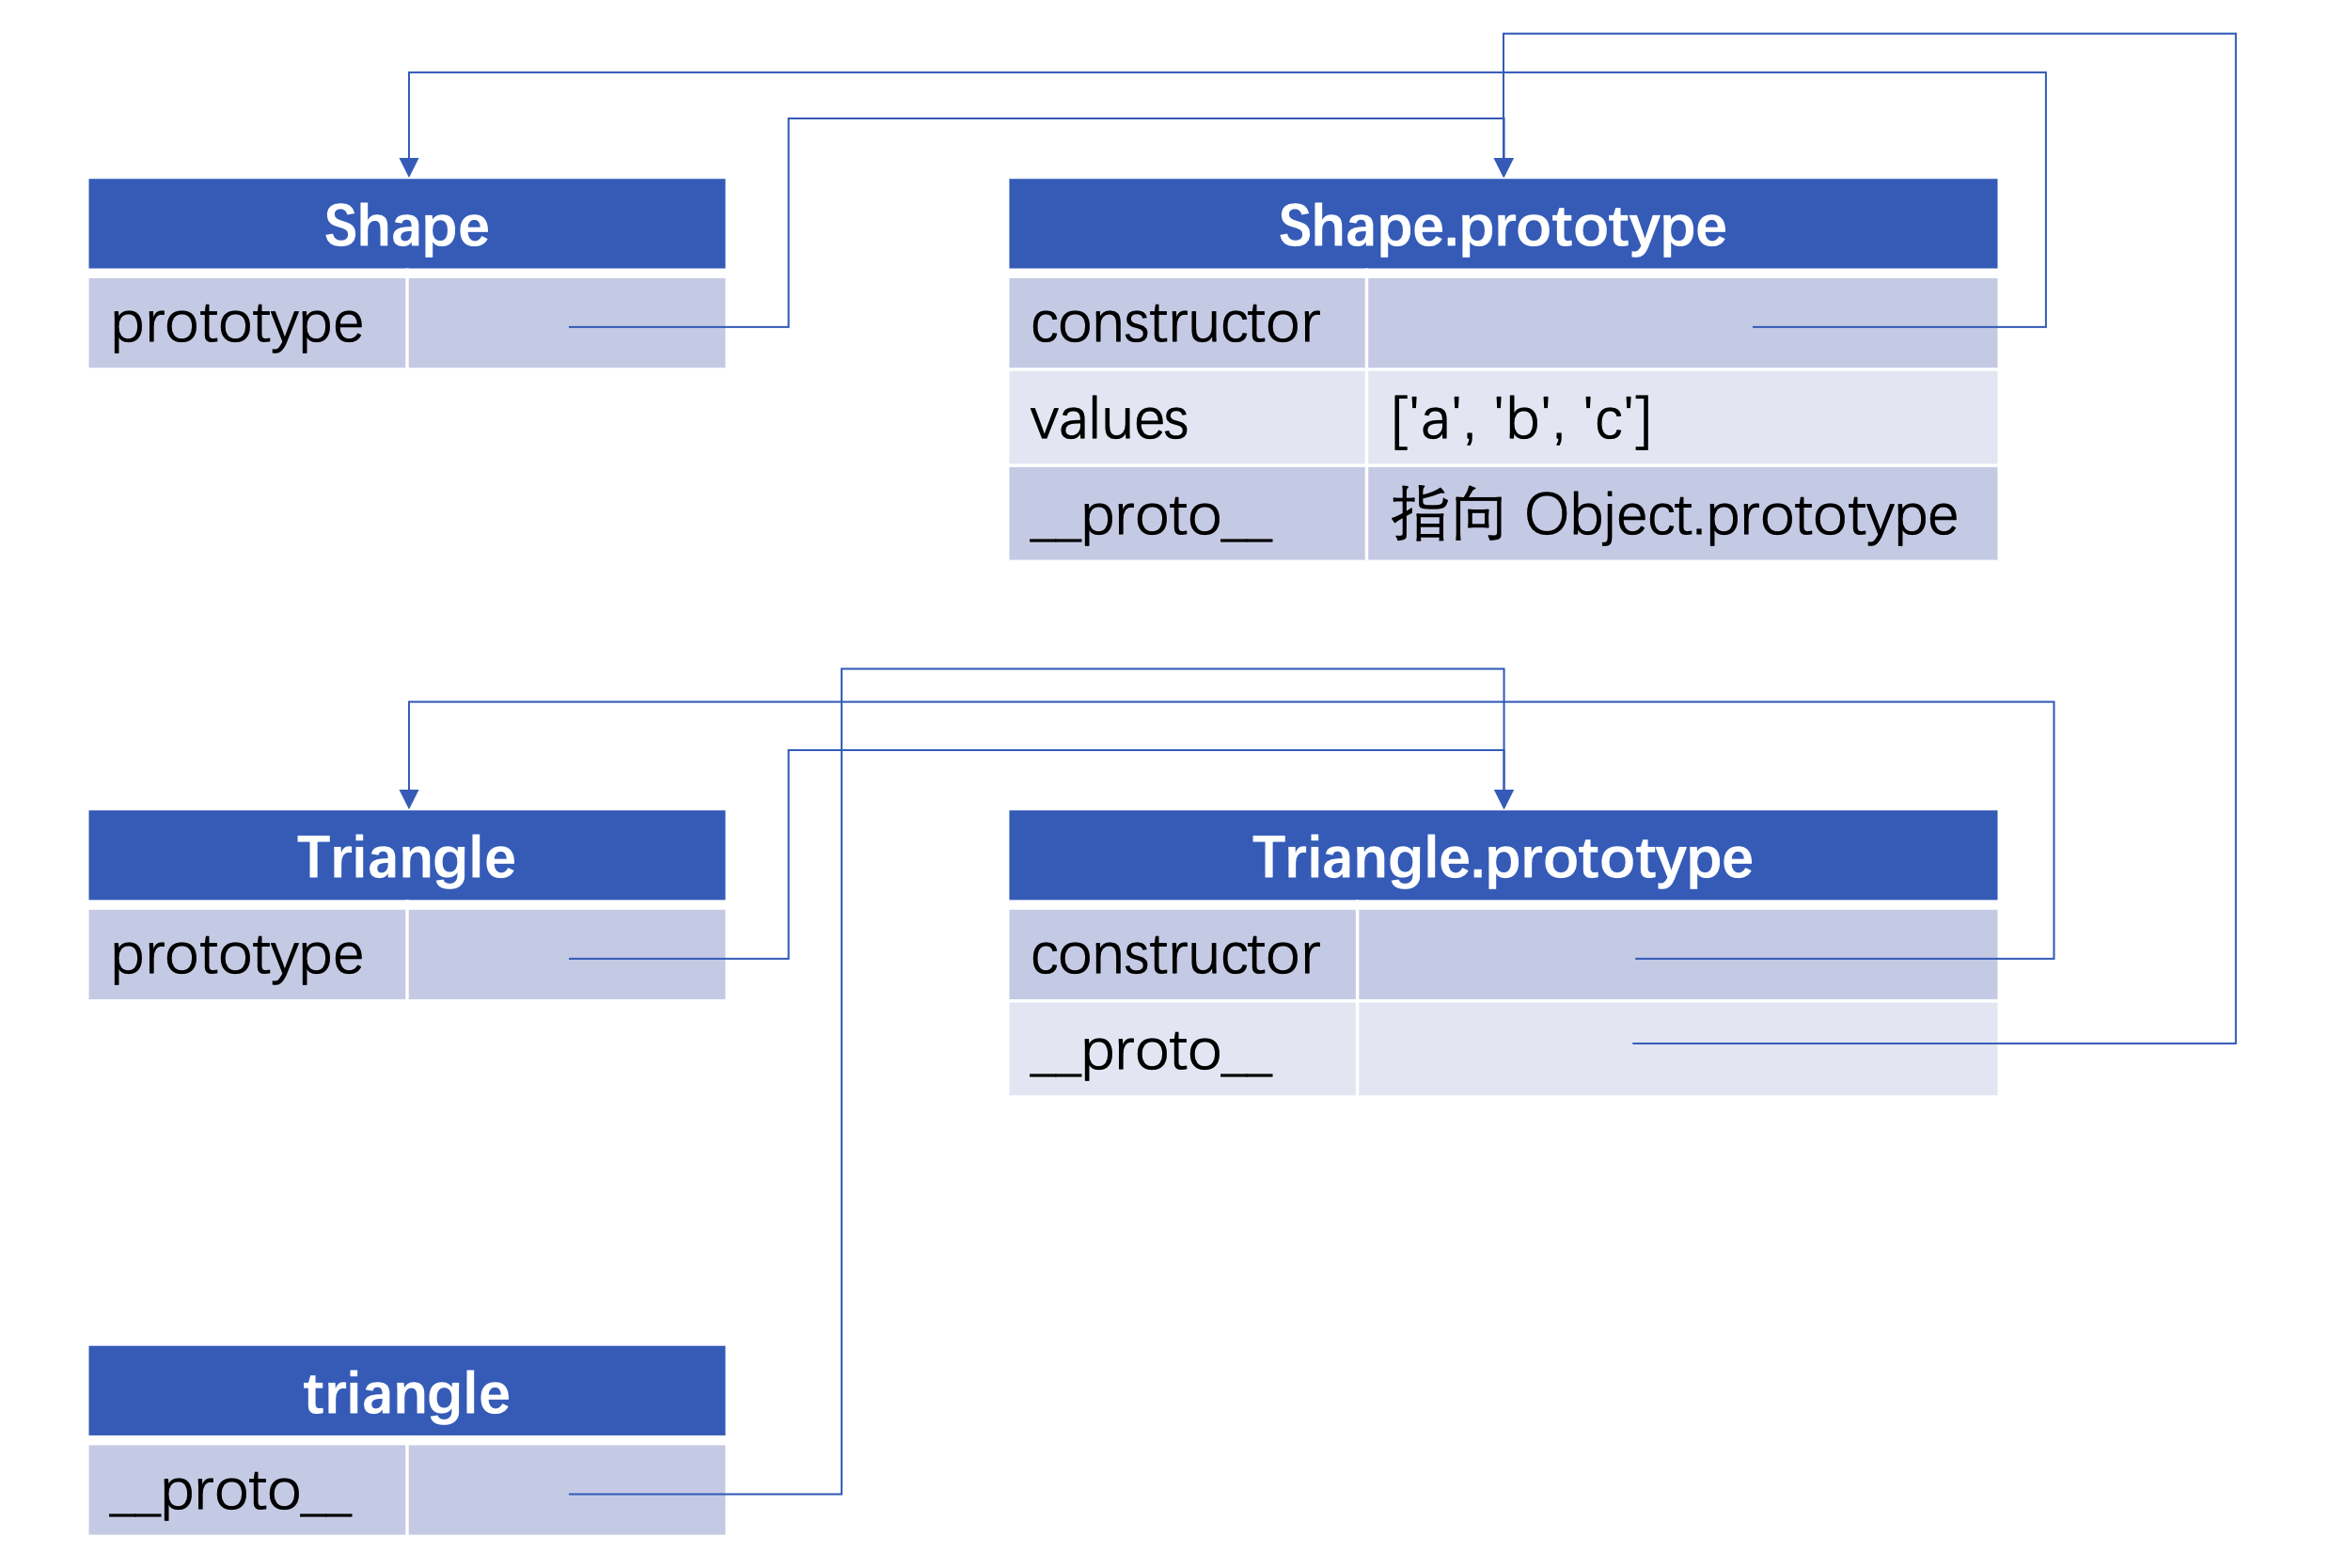 Shape
prototype
Shape.prototype
constructor
values ['a', 'b', 'c']
__proto__ 指向 Object.prototype
Triangle
prototype
Triangle.prototype
constructor
__proto__
triangle
__proto__